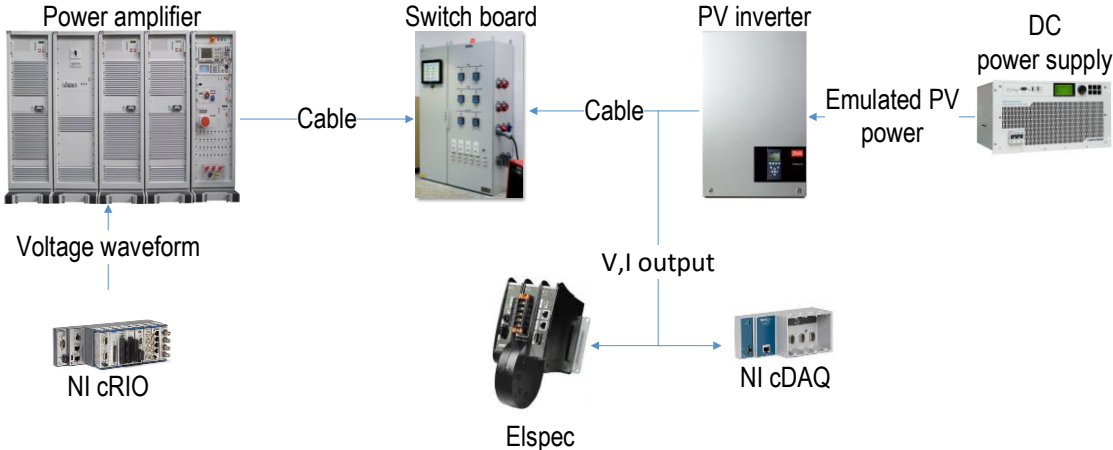 Power amplifier
Switch board
PV inverter
DC
power supply
Cable
Cable
Emulated PV
power
Voltage waveform
V,I output
NI cRIO
NI cDAQ
Elspec